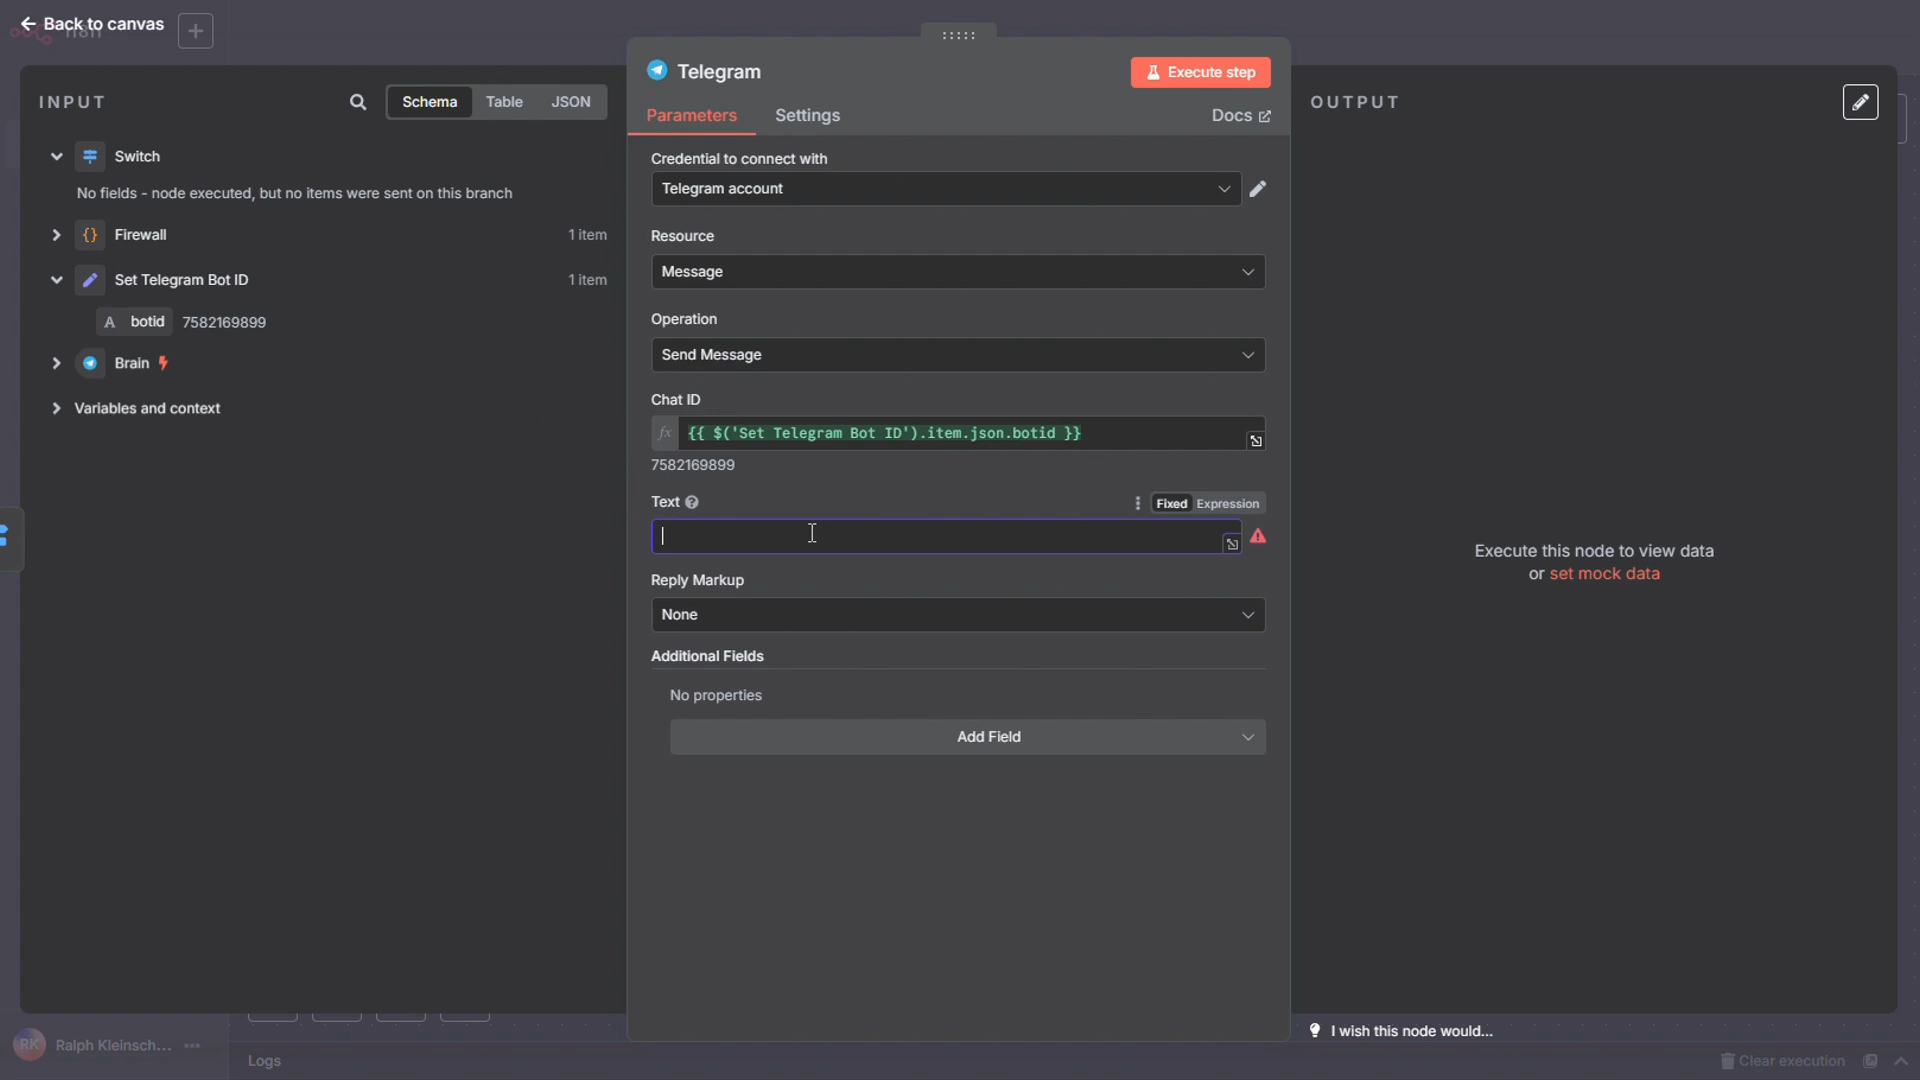 Back to canvas
INPUT
Schema
Table
JSON
Switch
No fields - node executed, but no items were sent on this branch
Firewall
1 item
Set Telegram Bot ID
1 item
A botid 7582169899
Brain
Variables and context
Telegram
Execute step
Parameters
Settings
Docs
Credential to connect with
Telegram account
Resource
Message
Operation
Send Message
Chat ID
fx {{ $('Set Telegram Bot ID').item.json.botid }}
7582169899
Text
Fixed
Expression
Reply Markup
None
Additional Fields
No properties
Add Field
OUTPUT
Execute this node to view data
or set mock data
I wish this node would...
RK
Ralph Kleinsch...
Logs
Clear execution